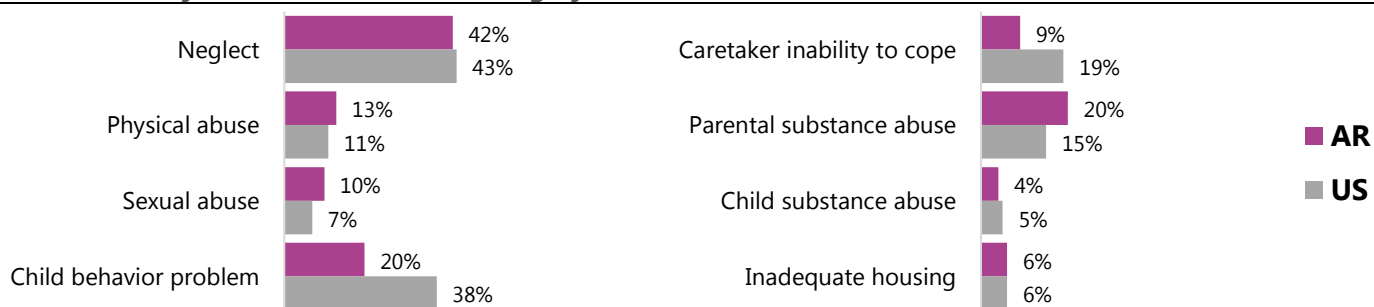 Neglect
42%
43%
Physical abuse
13%
11%
Sexual abuse
10%
7%
Child behavior problem
20%
38%
Caretaker inability to cope
9%
19%
Parental substance abuse
20%
15%
Child substance abuse
4%
5%
Inadequate housing
6%
6%
AR
US